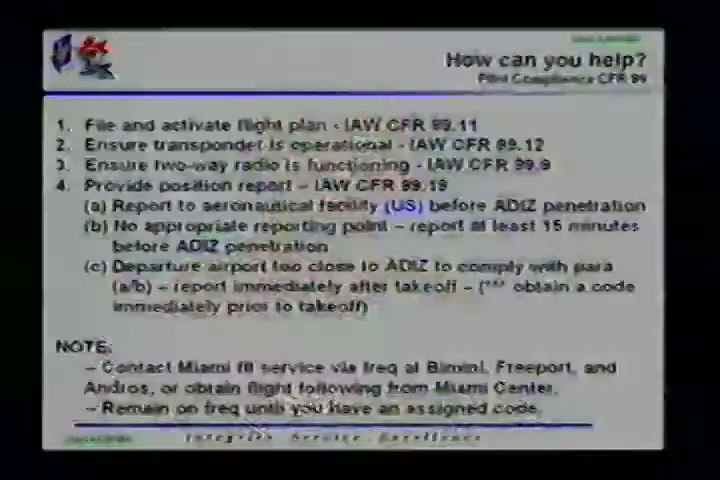 How can you help?
Pilot Compliance CFR 99
1. File and activate flight plan - IAW CFR 99.11
2. Ensure transponder is operational - IAW CFR 99.12
3. Ensure two-way radio is functioning - IAW CFR 99.9
4. Provide position report – IAW CFR 99.19
(a) Report to aeronautical facility (US) before ADIZ penetration
(b) No appropriate reporting point – report at least 15 minutes
before ADIZ penetration
(c) Departure airport too close to ADIZ to comply with para
(a/b) – report immediately after takeoff – (*** obtain a code
immediately prior to takeoff)
NOTE:
– Contact Miami flt service via freq at Bimini, Freeport, and
Andros, or obtain flight following from Miami Center.
– Remain on freq until you have an assigned code.
Integrity - Service - Excellence